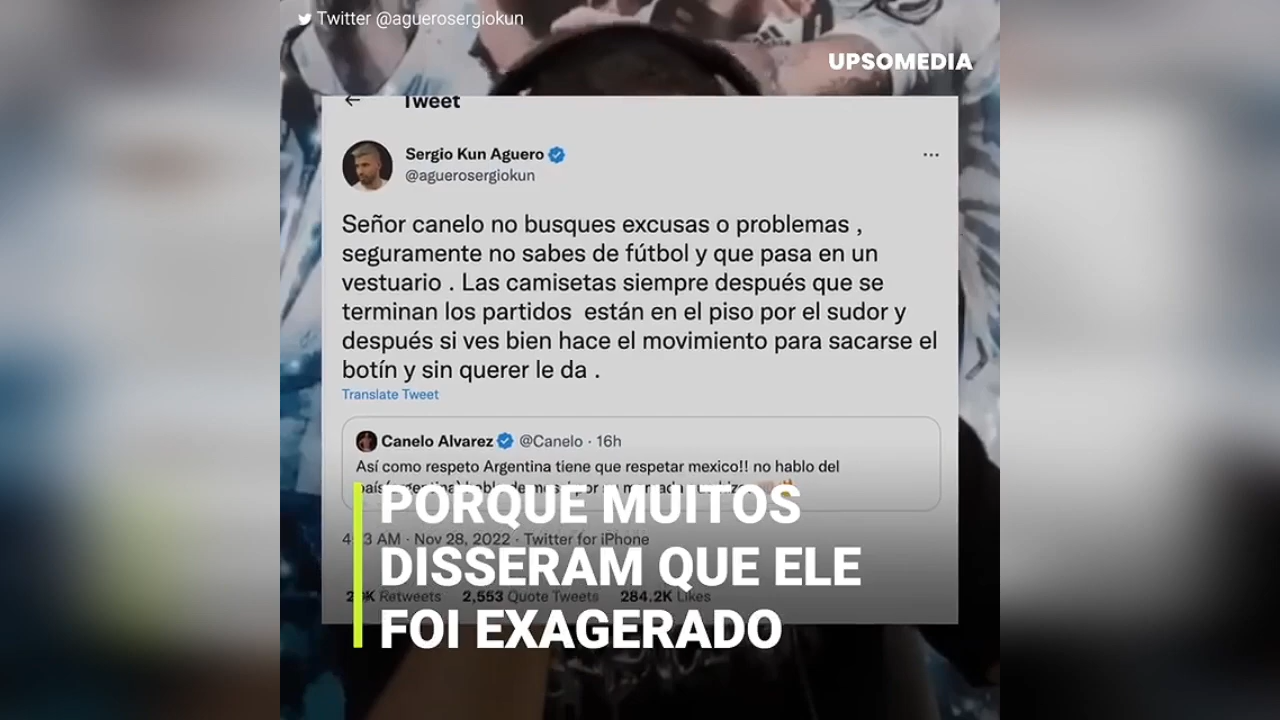 Twitter @aguerosergiokun
UPSOMEDIA
Tweet
Sergio Kun Aguero
@aguerosergiokun
Señor canelo no busques excusas o problemas ,
seguramente no sabes de fútbol y que pasa en un
vestuario . Las camisetas siempre después que se
terminan los partidos están en el piso por el sudor y
después si ves bien hace el movimiento para sacarse el
botín y sin querer le da .
Translate Tweet
Canelo Alvarez @Canelo · 16h
Así como respeto Argentina tiene que respetar mexico!! no hablo del
PORQUE MUITOS
AM · Nov 28, 2022 · Twitter for iPhone
DISSERAM QUE ELE
Retweets 2,553 Quote Tweets 284.2K Likes
FOI EXAGERADO